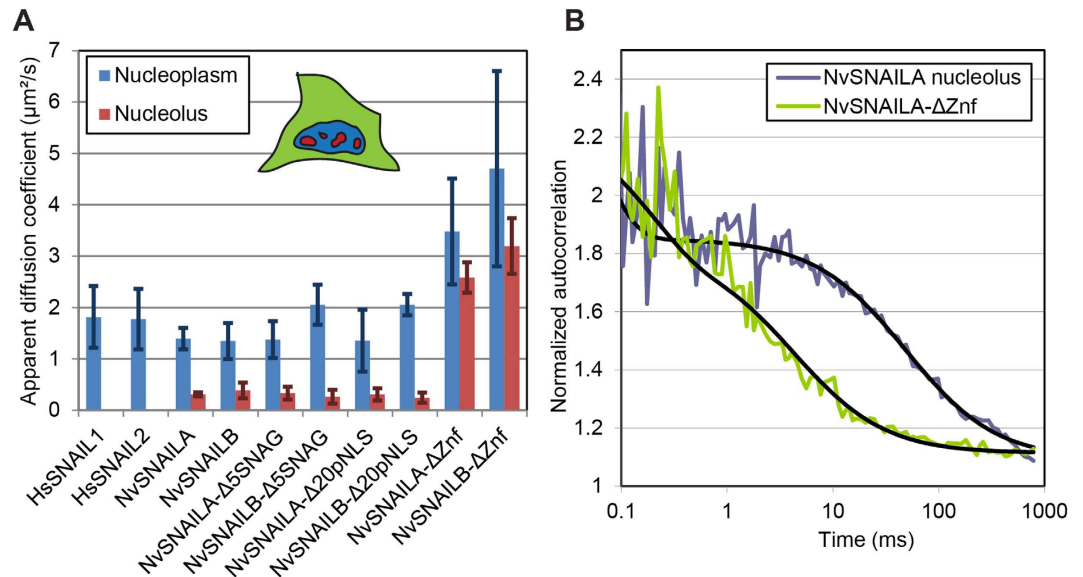 A
Apparent diffusion coefficient (µm²/s)
7
6
5
4
3
2
1
0
Nucleoplasm
Nucleolus
HsSNAIL1
HsSNAIL2
NvSNAILA
NvSNAILB
NvSNAILA-Δ5SNAG
NvSNAILB-Δ5SNAG
NvSNAILA-Δ20pNLS
NvSNAILB-Δ20pNLS
NvSNAILA-ΔZnf
NvSNAILB-ΔZnf
B
Normalized autocorrelation
2.4
2.2
2
1.8
1.6
1.4
1.2
1
NvSNAILA nucleolus
NvSNAILA-ΔZnf
0.1 1 10 100 1000
Time (ms)